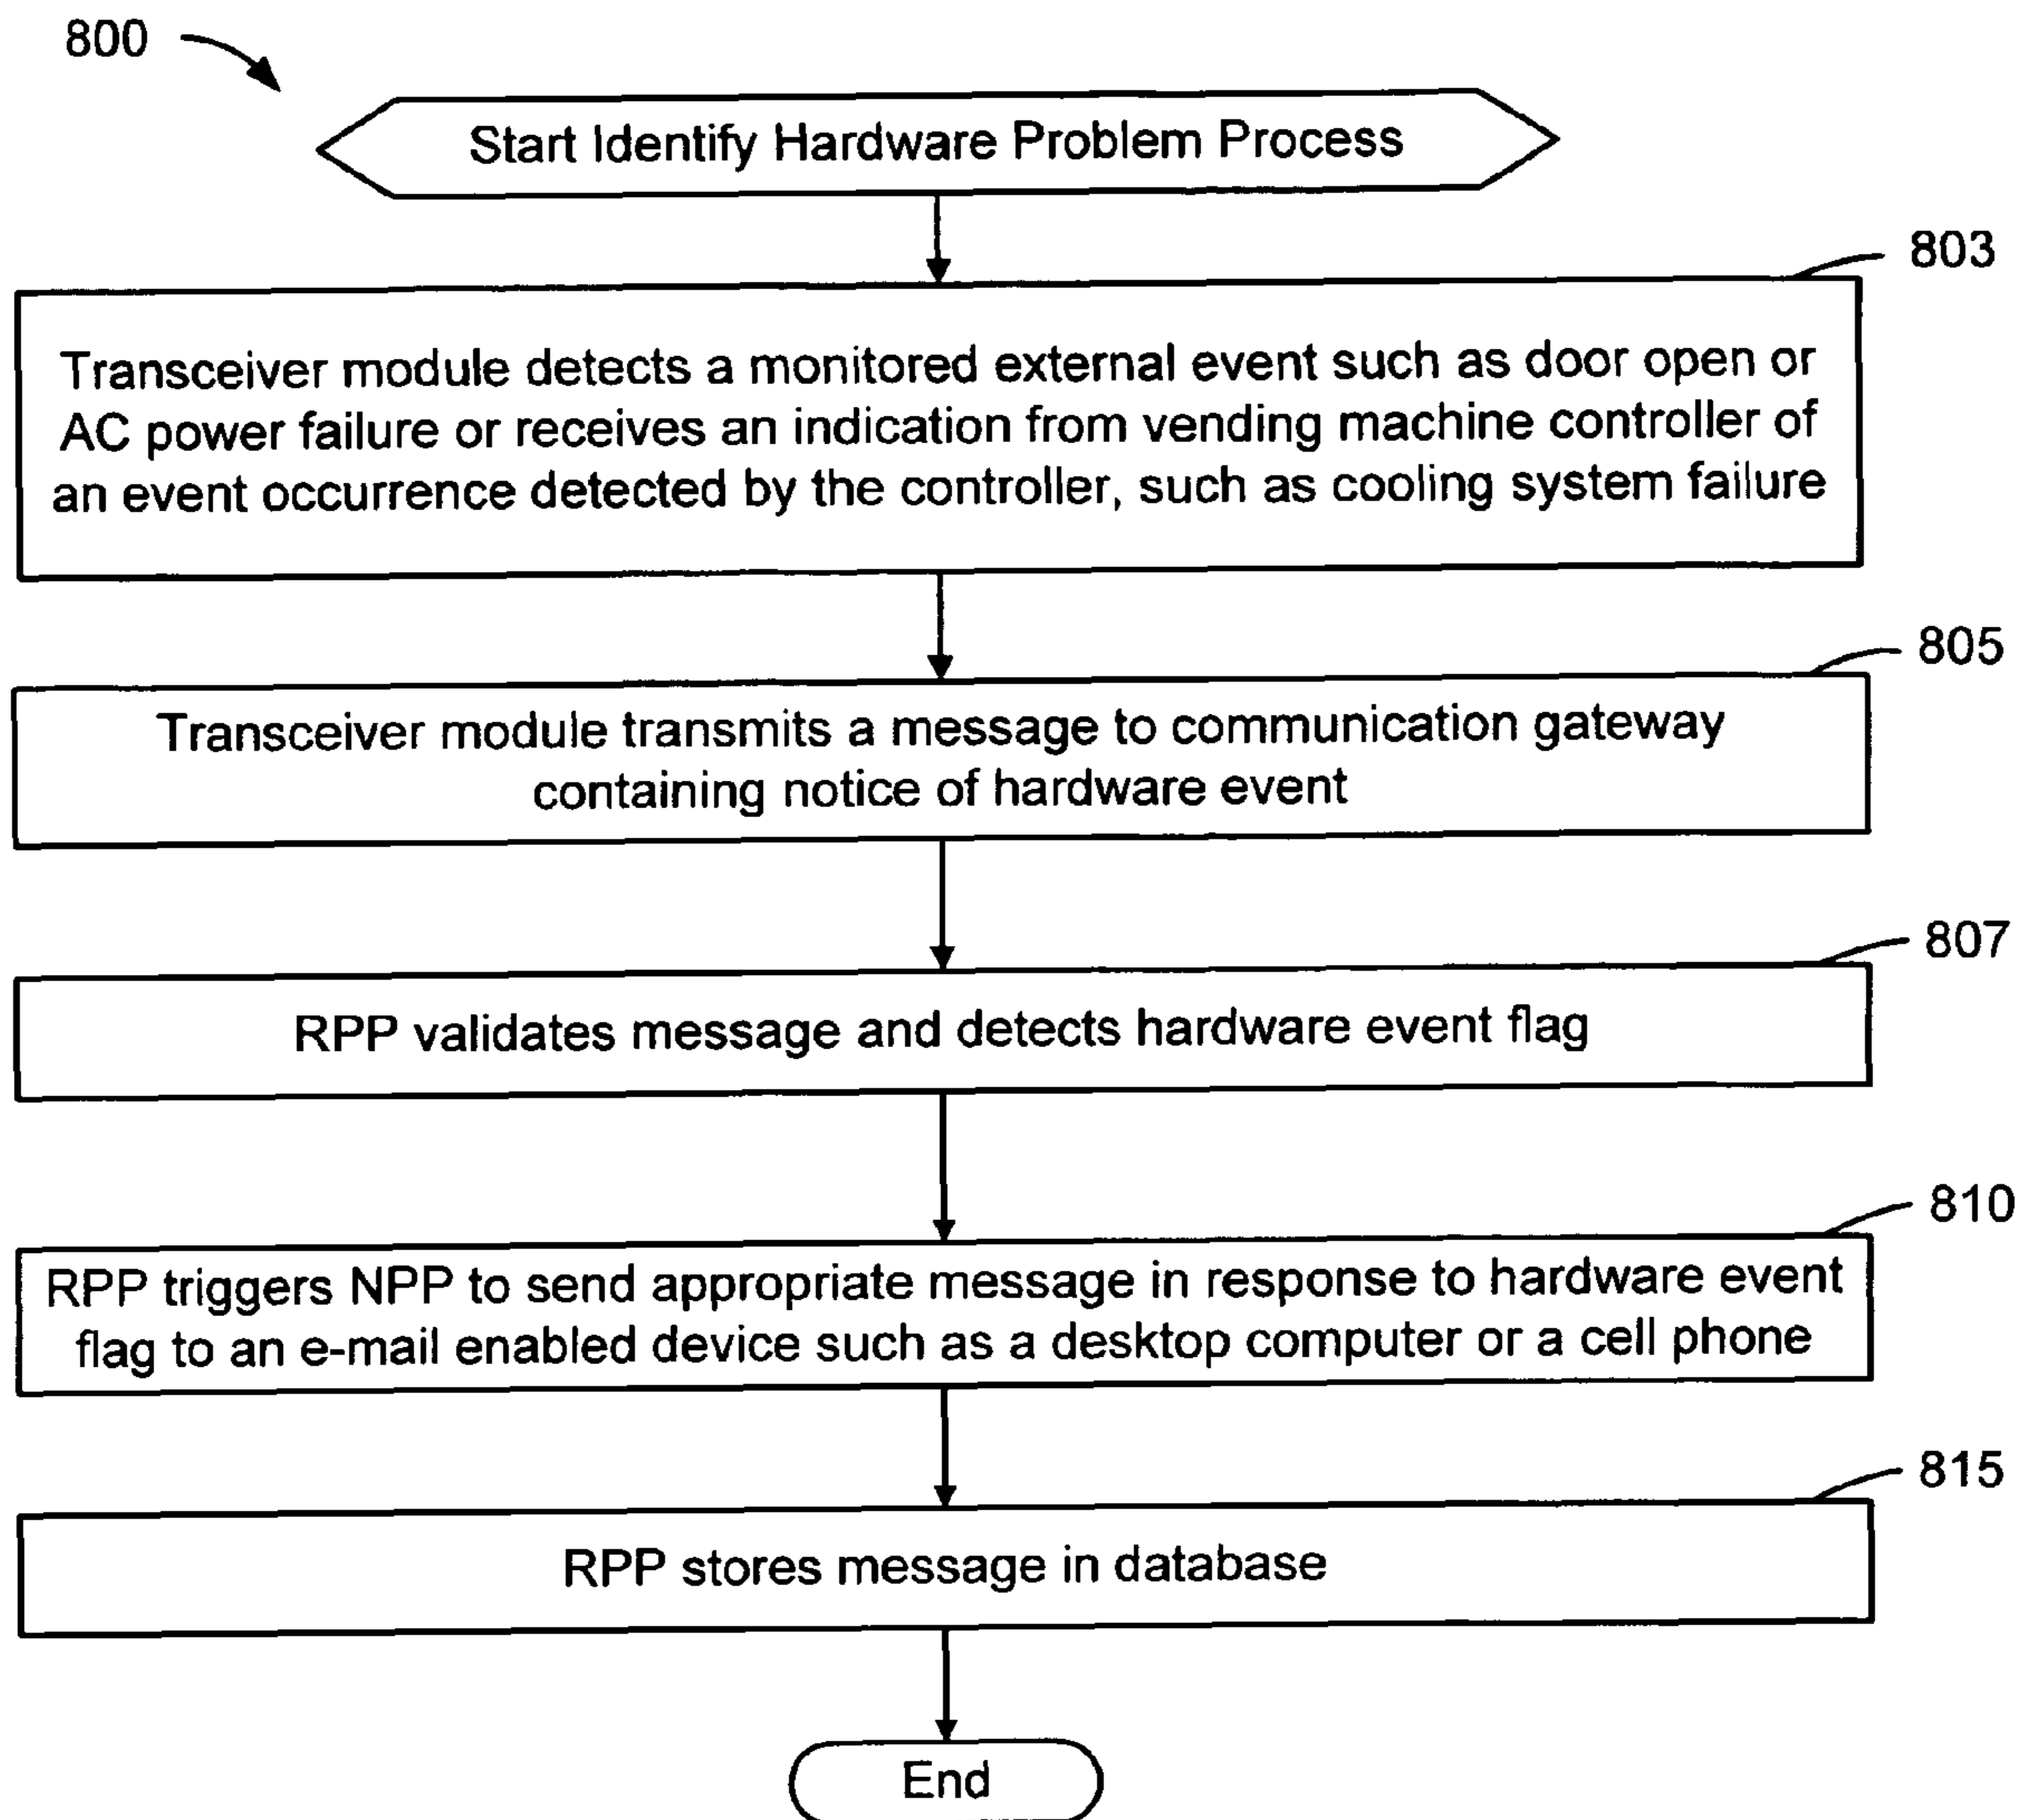 800
Start Identify Hardware Problem Process
803
Transceiver module detects a monitored external event such as door open or
AC power failure or receives an indication from vending machine controller of
an event occurrence detected by the controller, such as cooling system failure
805
Transceiver module transmits a message to communication gateway
containing notice of hardware event
807
RPP validates message and detects hardware event flag
810
RPP triggers NPP to send appropriate message in response to hardware event
flag to an e-mail enabled device such as a desktop computer or a cell phone
815
RPP stores message in database
End